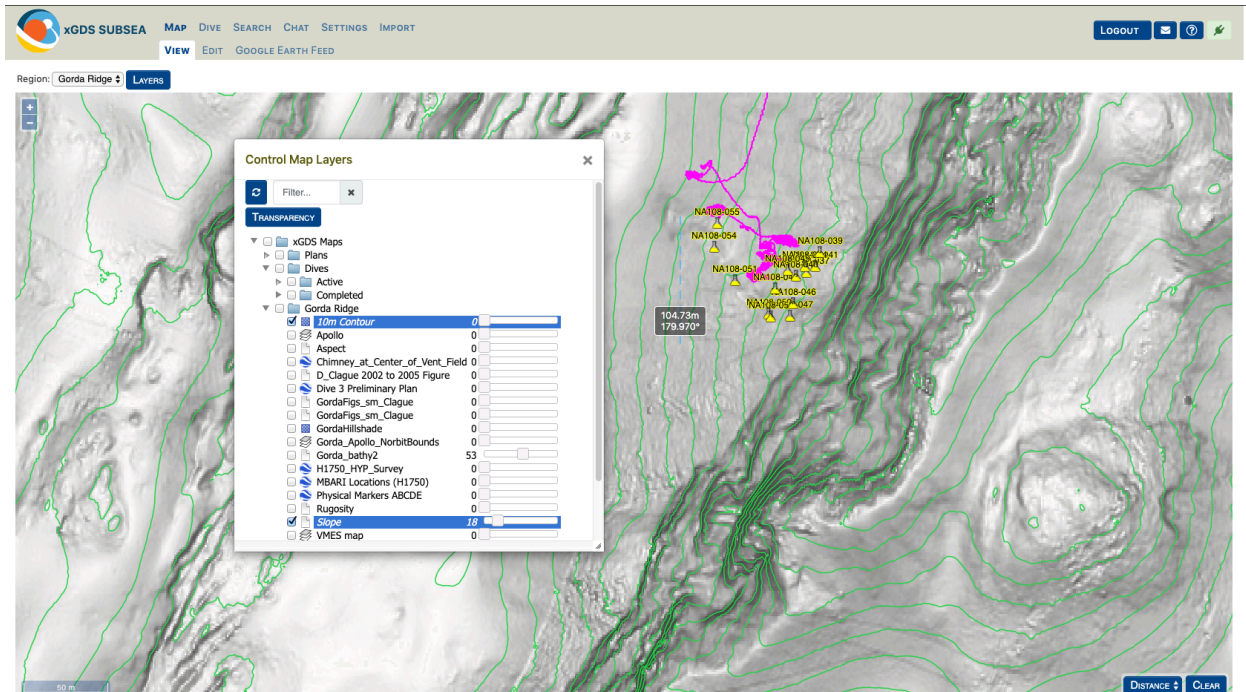 xGDS SUBSEA MAP DIVE SEARCH CHAT SETTINGS IMPORT LOGOUT
VIEW EDIT GOOGLE EARTH FEED
Region: Gorda Ridge LAYERS
+
−
Control Map Layers ×
Filter... ×
TRANSPARENCY
xGDS Maps
Plans
Dives
Active
Completed
Gorda Ridge
10m Contour 0
Apollo 0
Aspect 0
Chimney_at_Center_of_Vent_Field 0
D_Clague 2002 to 2005 Figure 0
Dive 3 Preliminary Plan 0
GordaFigs_sm_Clague 0
GordaFigs_sm_Clague 0
GordaHillshade 0
Gorda_Apollo_NorbitBounds 0
Gorda_bathy2 53
H1750_HYP_Survey 0
MBARI Locations (H1750) 0
Physical Markers ABCDE 0
Rugosity 0
Slope 18
VMES map 0
NA108-055
NA108-054
NA108-039
NA108-051
104.73m
179.970°
50 m
DISTANCE CLEAR